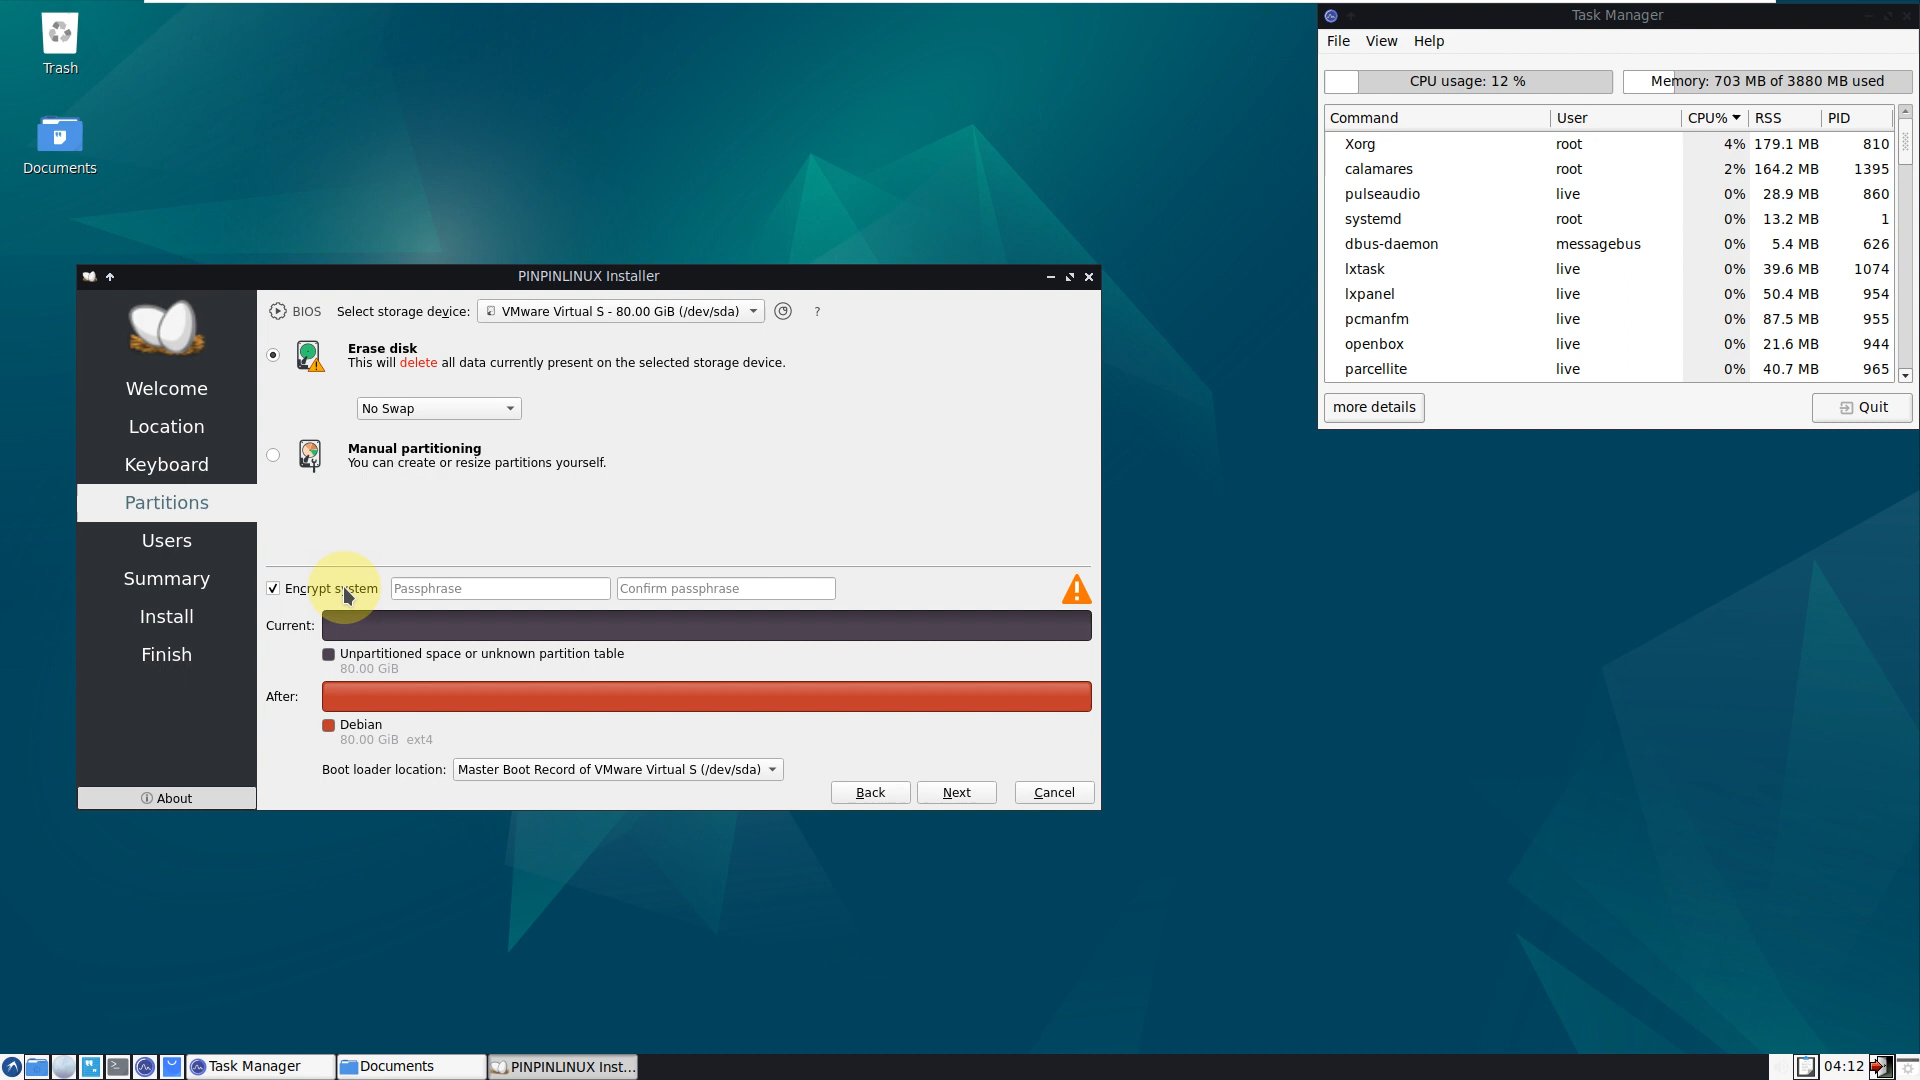 Trash
Documents
Task Manager
File View Help
CPU usage: 12 %
Memory: 703 MB of 3880 MB used
Command User CPU% RSS PID
Xorg root 4% 179.1 MB 810
calamares root 2% 164.2 MB 1395
pulseaudio live 0% 28.9 MB 860
systemd root 0% 13.2 MB 1
dbus-daemon messagebus 0% 5.4 MB 626
lxtask live 0% 39.6 MB 1074
lxpanel live 0% 50.4 MB 954
pcmanfm live 0% 87.5 MB 955
openbox live 0% 21.6 MB 944
parcellite live 0% 40.7 MB 965
more details
Quit
PINPINLINUX Installer
Welcome
Location
Keyboard
Partitions
Users
Summary
Install
Finish
About
BIOS Select storage device: VMware Virtual S - 80.00 GiB (/dev/sda) ?
Erase disk
This will delete all data currently present on the selected storage device.
No Swap
Manual partitioning
You can create or resize partitions yourself.
Encrypt system Passphrase Confirm passphrase
Current:
Unpartitioned space or unknown partition table
80.00 GiB
After:
Debian
80.00 GiB ext4
Boot loader location: Master Boot Record of VMware Virtual S (/dev/sda)
Back Next Cancel
Task Manager
Documents
PINPINLINUX Inst...
04:12